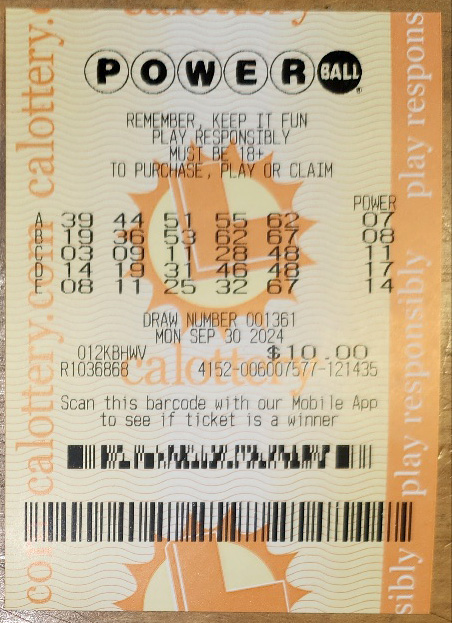 calottery.com calottery.com
POWERBALL
REMEMBER, KEEP IT FUN
PLAY RESPONSIBLY
MUST BE 18+
TO PURCHASE, PLAY OR CLAIM
POWER
A 39 44 51 55 62 07
B 19 36 53 62 67 08
C 03 09 11 28 48 11
D 14 19 31 46 48 17
E 08 11 25 32 67 14
DRAW NUMBER 001361
MON SEP 30 2024
012KBHWV $10.00
R1036868 4152-006007577-121435
calottery
Scan this barcode with our Mobile App
to see if ticket is a winner
play respons
play responsibly
sibly